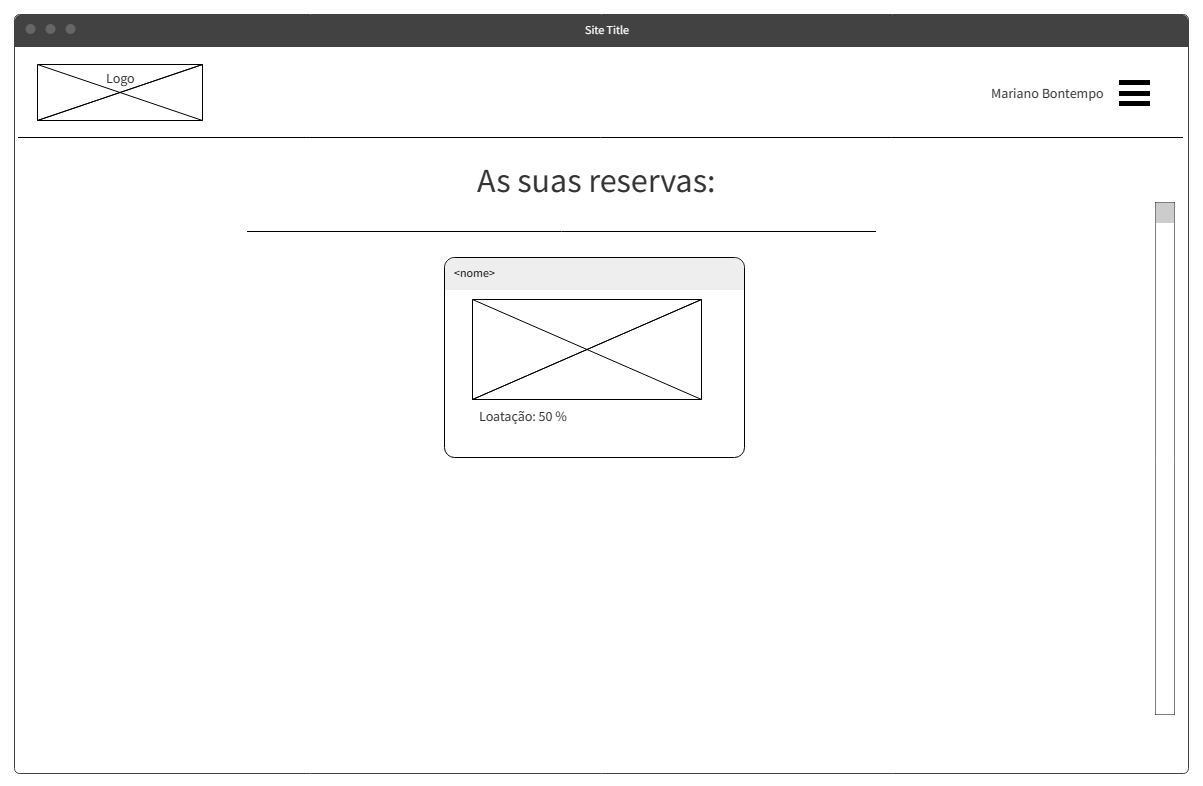 Site Title
Logo
Mariano Bontempo
As suas reservas:
<nome>
Loatação: 50 %